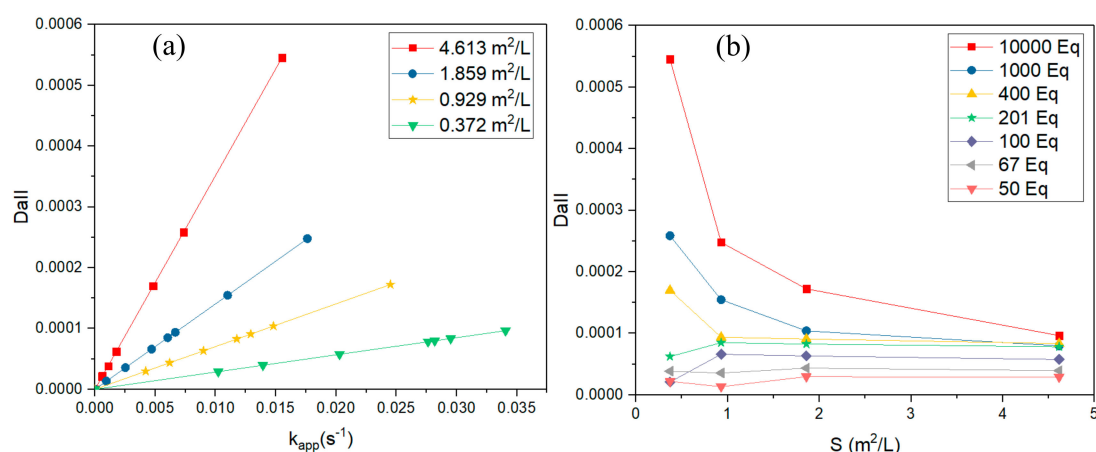 (a)
DaII
0.0006
0.0005
0.0004
0.0003
0.0002
0.0001
0.0000
0.000 0.005 0.010 0.015 0.020 0.025 0.030 0.035
k_app(s⁻¹)
4.613 m²/L
1.859 m²/L
0.929 m²/L
0.372 m²/L
(b)
DaII
0.0006
0.0005
0.0004
0.0003
0.0002
0.0001
0.0000
0 1 2 3 4 5
S (m²/L)
10000 Eq
1000 Eq
400 Eq
201 Eq
100 Eq
67 Eq
50 Eq